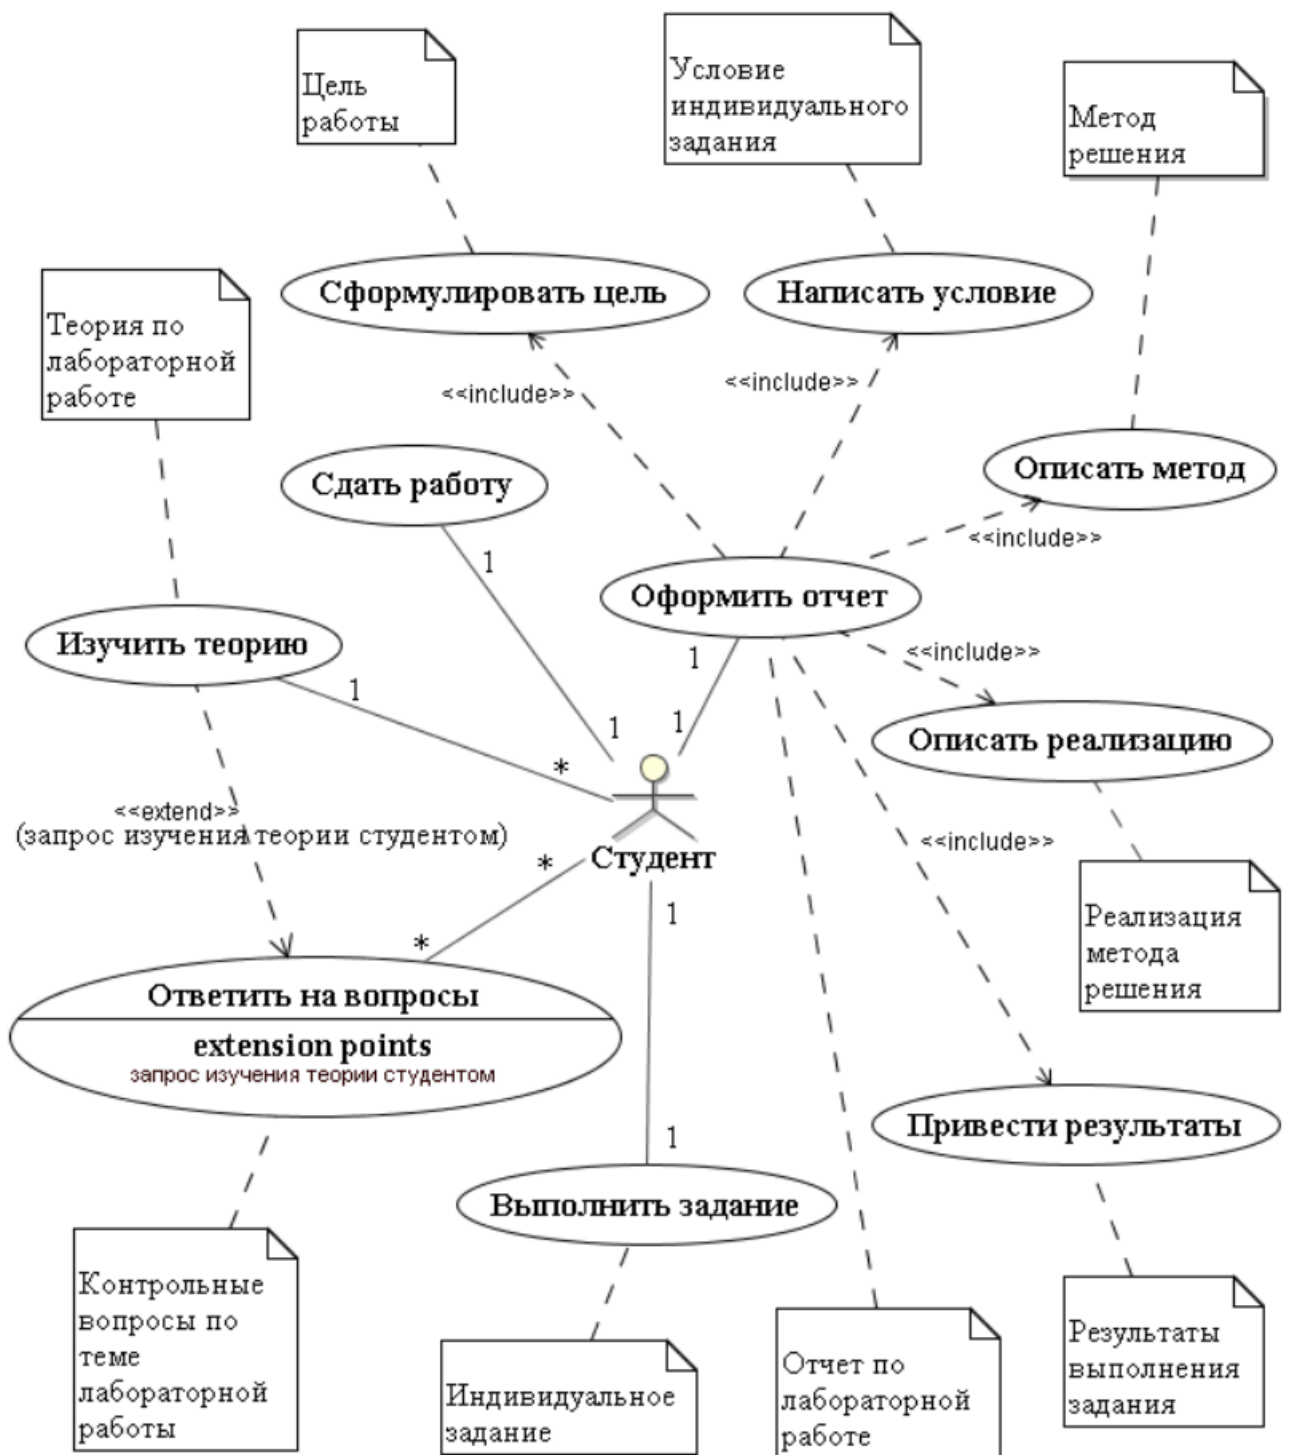 Цель
работы
Условие
индивидуального
задания
Метод
решения
Сформулировать цель
Написать условие
Теория по
лабораторной
работе
<<include>>
<<include>>
Описать метод
Сдать работу
<<include>>
1
Оформить отчет
Изучить теорию
1
<<include>>
1
1
1
Описать реализацию
*
<<extend>>
(запрос изучения теории студентом)
<<include>>
Студент
*
1
*
Реализация
метода
решения
Ответить на вопросы
extension points
запрос изучения теории студентом
1
Привести результаты
Выполнить задание
Контрольные
вопросы по
теме
лабораторной
работы
Индивидуальное
задание
Отчет по
лабораторной
работе
Результаты
выполнения
задания